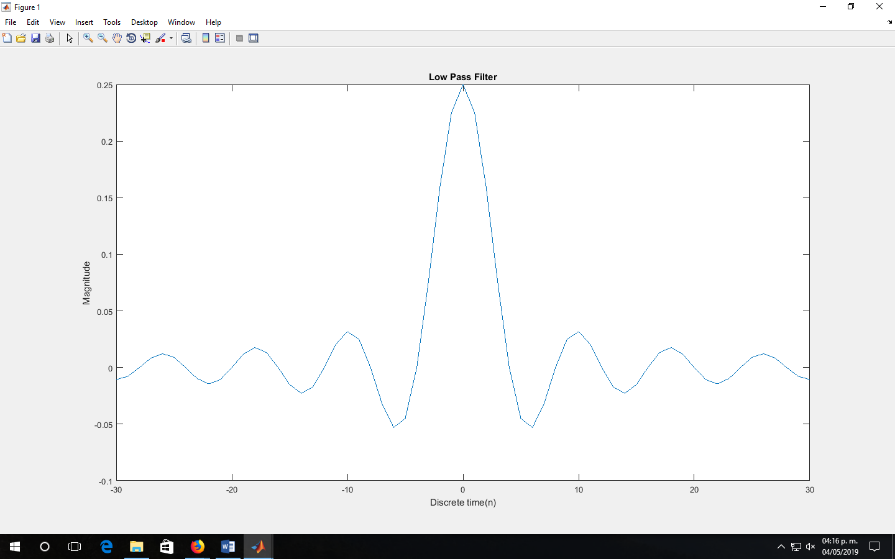 Figure 1
File Edit View Insert Tools Desktop Window Help
Low Pass Filter
0.25
0.2
0.15
0.1
0.05
0
-0.05
-0.1
Magnitude
-30 -20 -10 0 10 20 30
Discrete time(n)
04:16 p. m.
04/05/2019